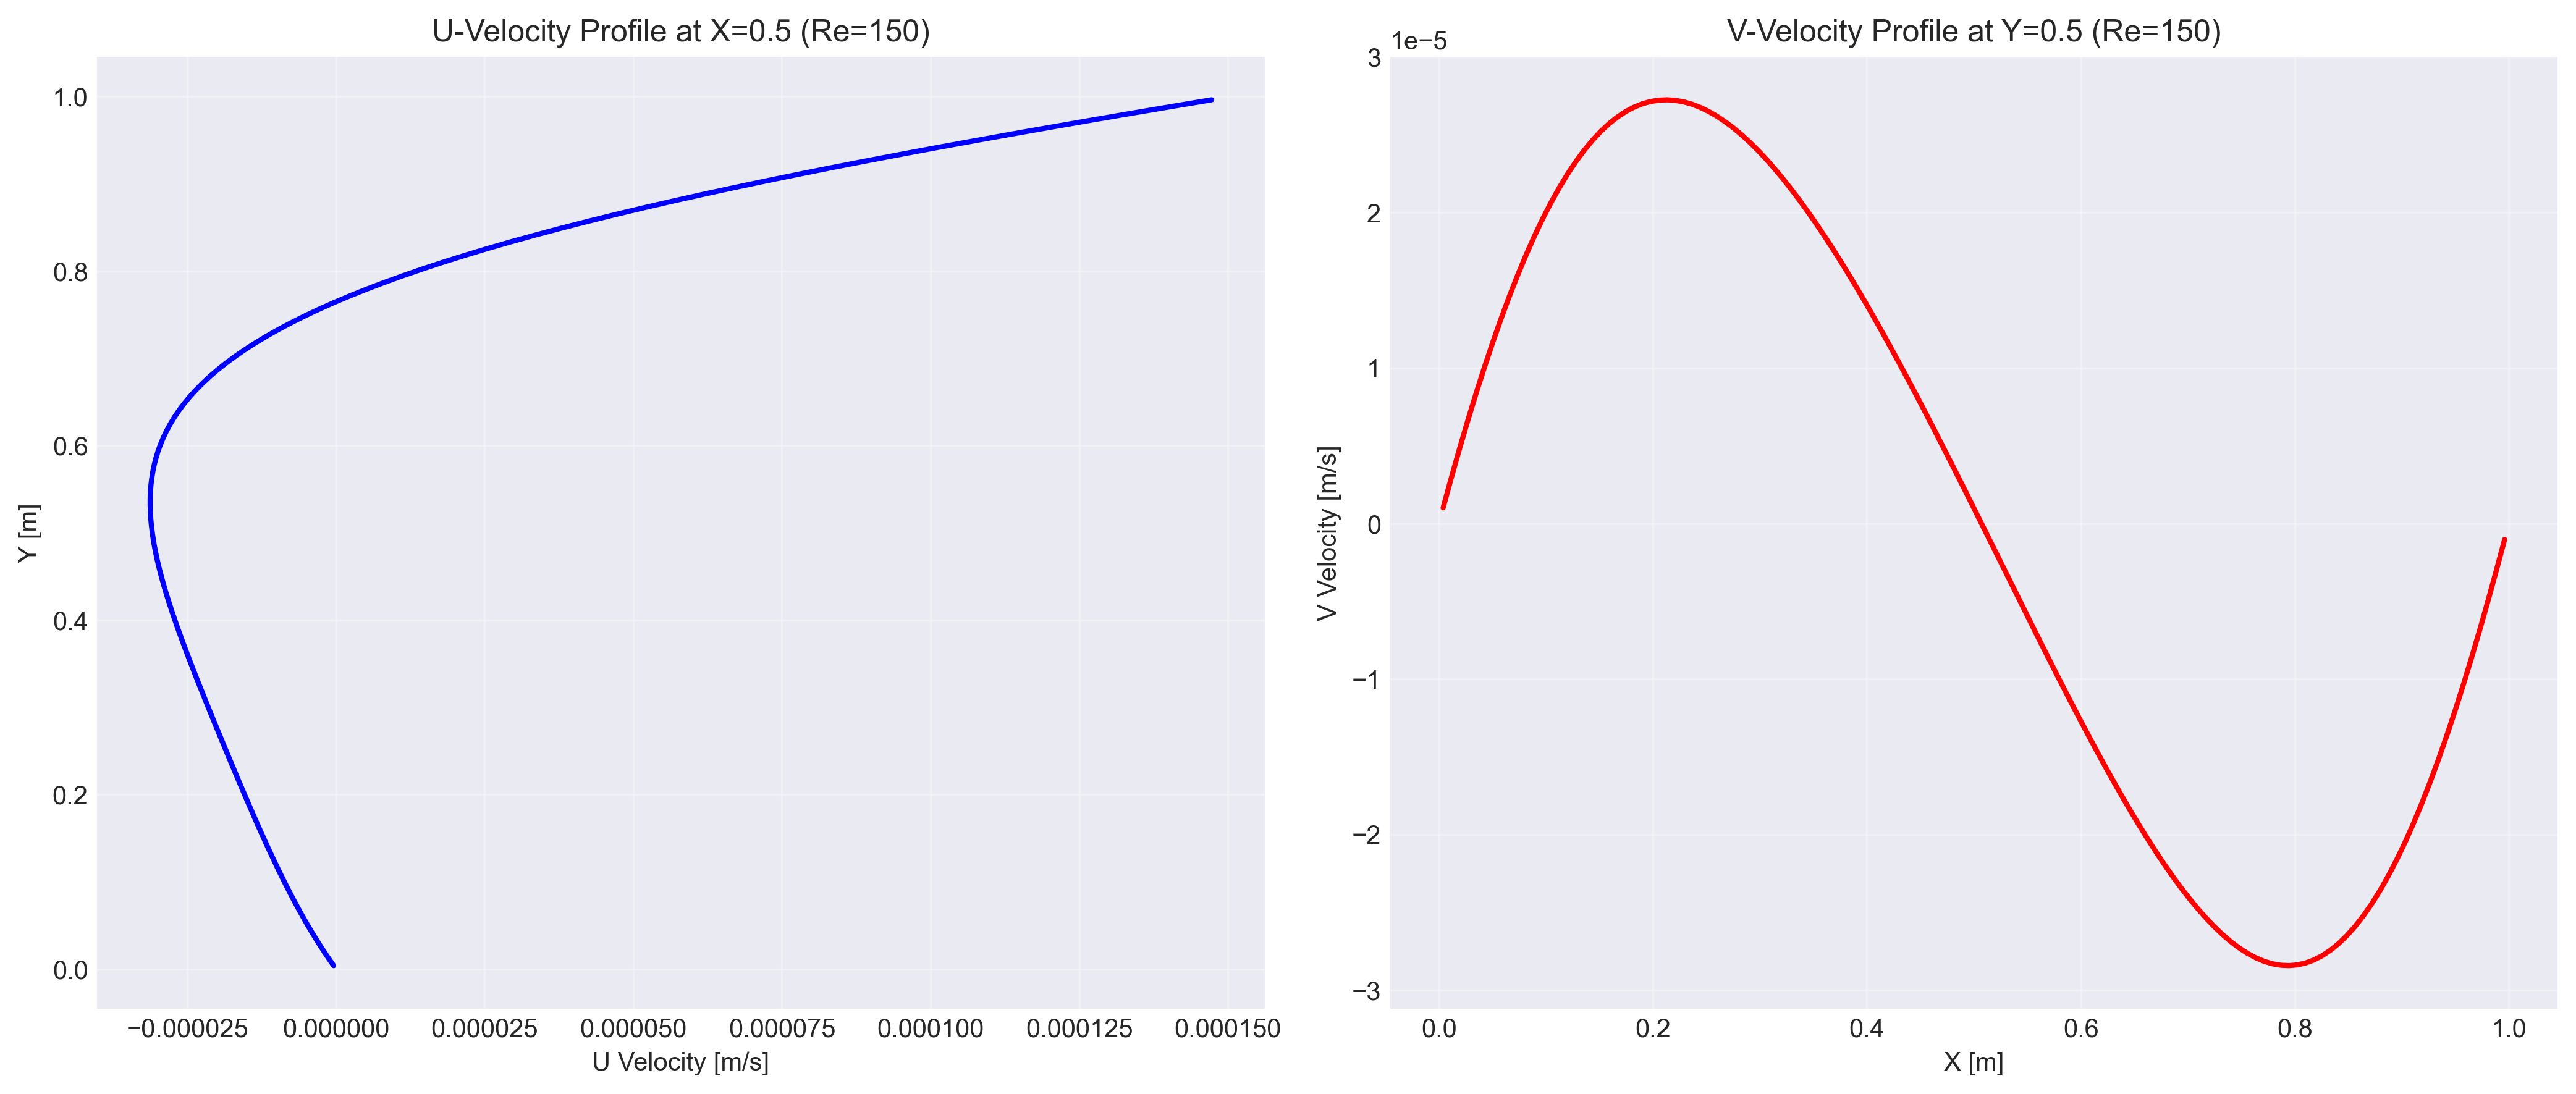 U-Velocity Profile at X=0.5 (Re=150)
1.0
0.8
0.6
0.4
0.2
0.0
Y [m]
−0.000025 0.000000 0.000025 0.000050 0.000075 0.000100 0.000125 0.000150
U Velocity [m/s]
V-Velocity Profile at Y=0.5 (Re=150)
1e−5
3
2
1
0
−1
−2
−3
V Velocity [m/s]
0.0 0.2 0.4 0.6 0.8 1.0
X [m]